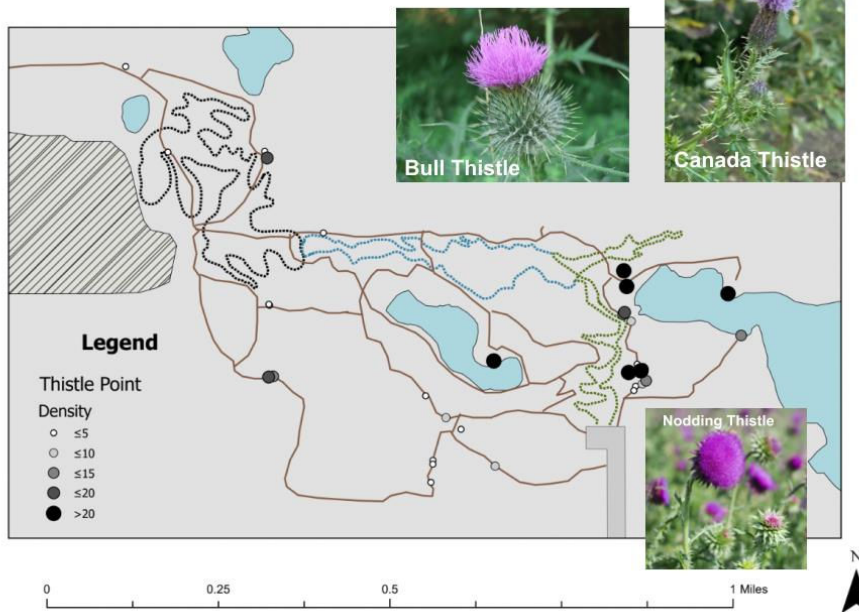 Bull Thistle
Canada Thistle
Legend
Thistle Point
Density
≤5
≤10
≤15
≤20
>20
Nodding Thistle
N
0
0.25
0.5
1 Miles